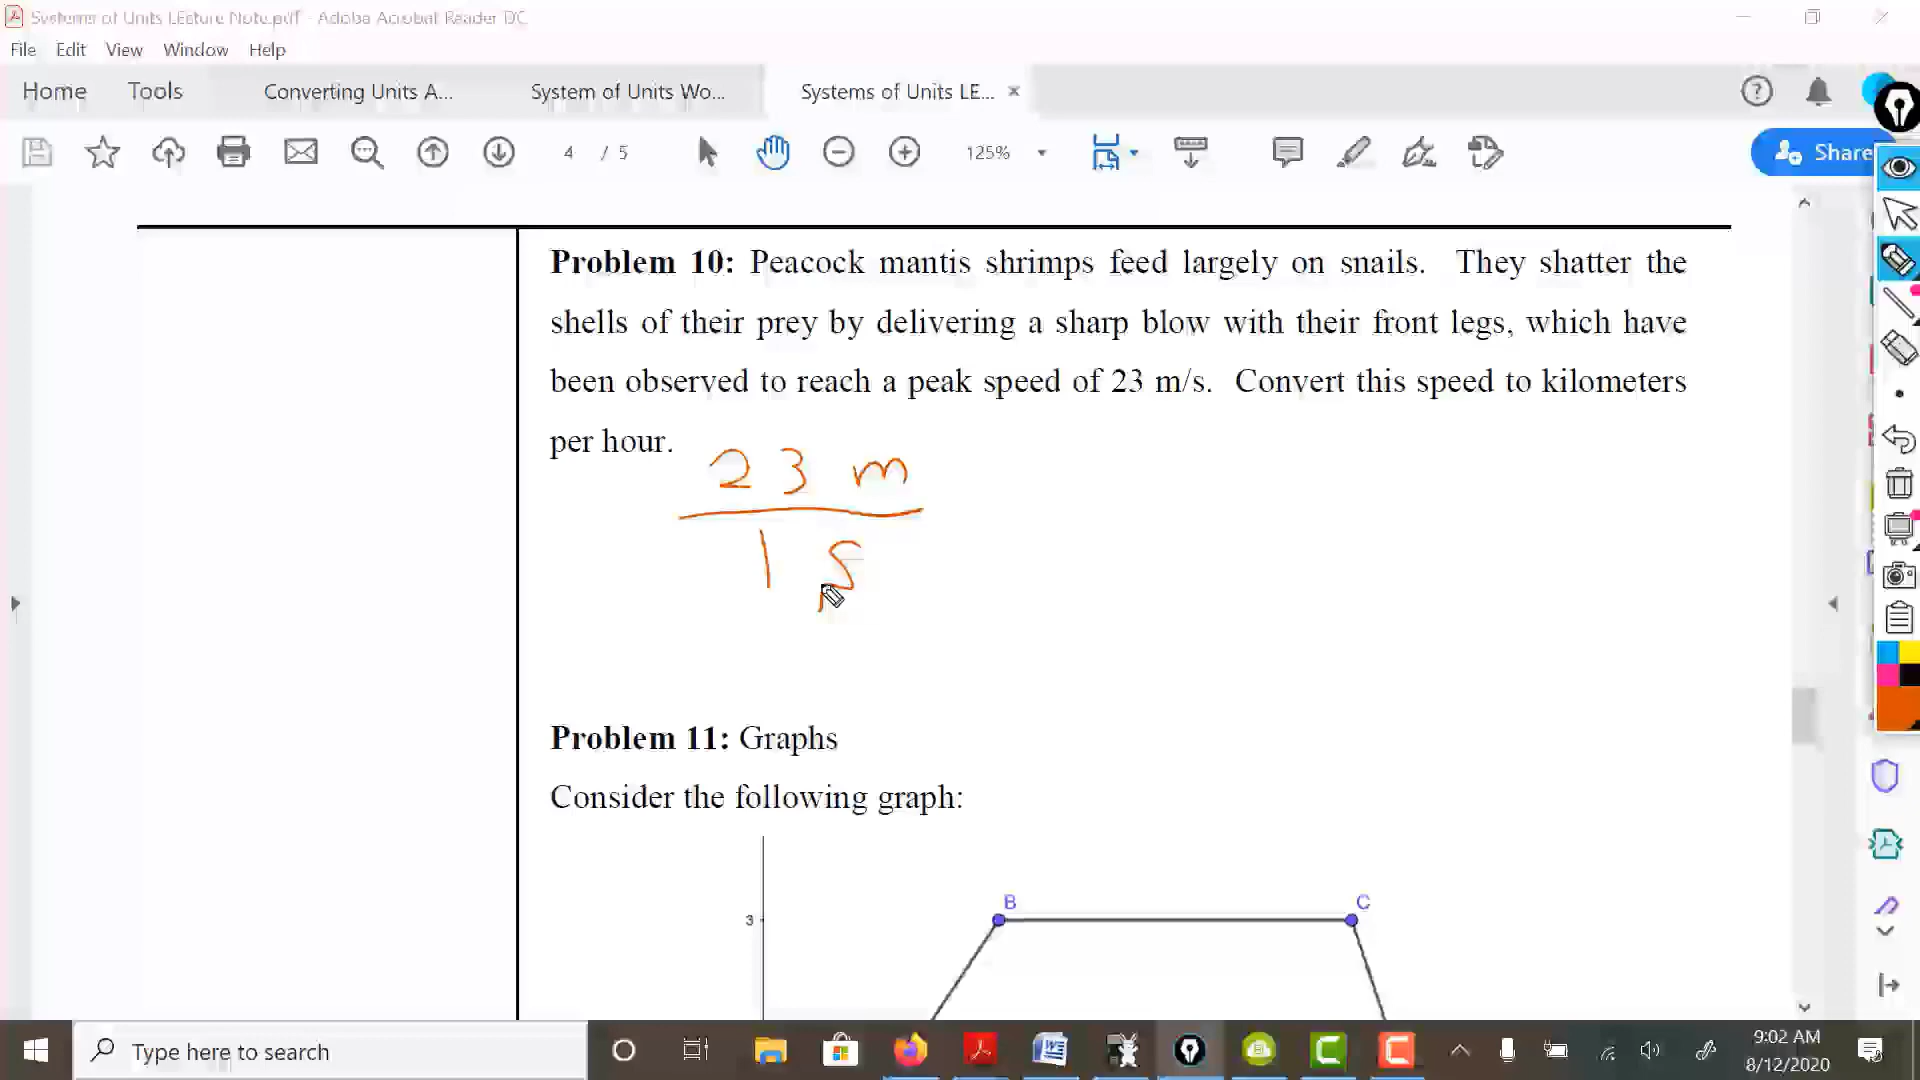 Systems of Units LEcture Note.pdf - Adobe Acrobat Reader DC
File Edit View Window Help
Home Tools Converting Units A... System of Units Wo... Systems of Units LE... ×
4 / 5 125% Share
Problem 10: Peacock mantis shrimps feed largely on snails. They shatter the
shells of their prey by delivering a sharp blow with their front legs, which have
been observed to reach a peak speed of 23 m/s. Convert this speed to kilometers
per hour.
23 m
1 s
Problem 11: Graphs
Consider the following graph:
B C
3
Type here to search
9:02 AM
8/12/2020